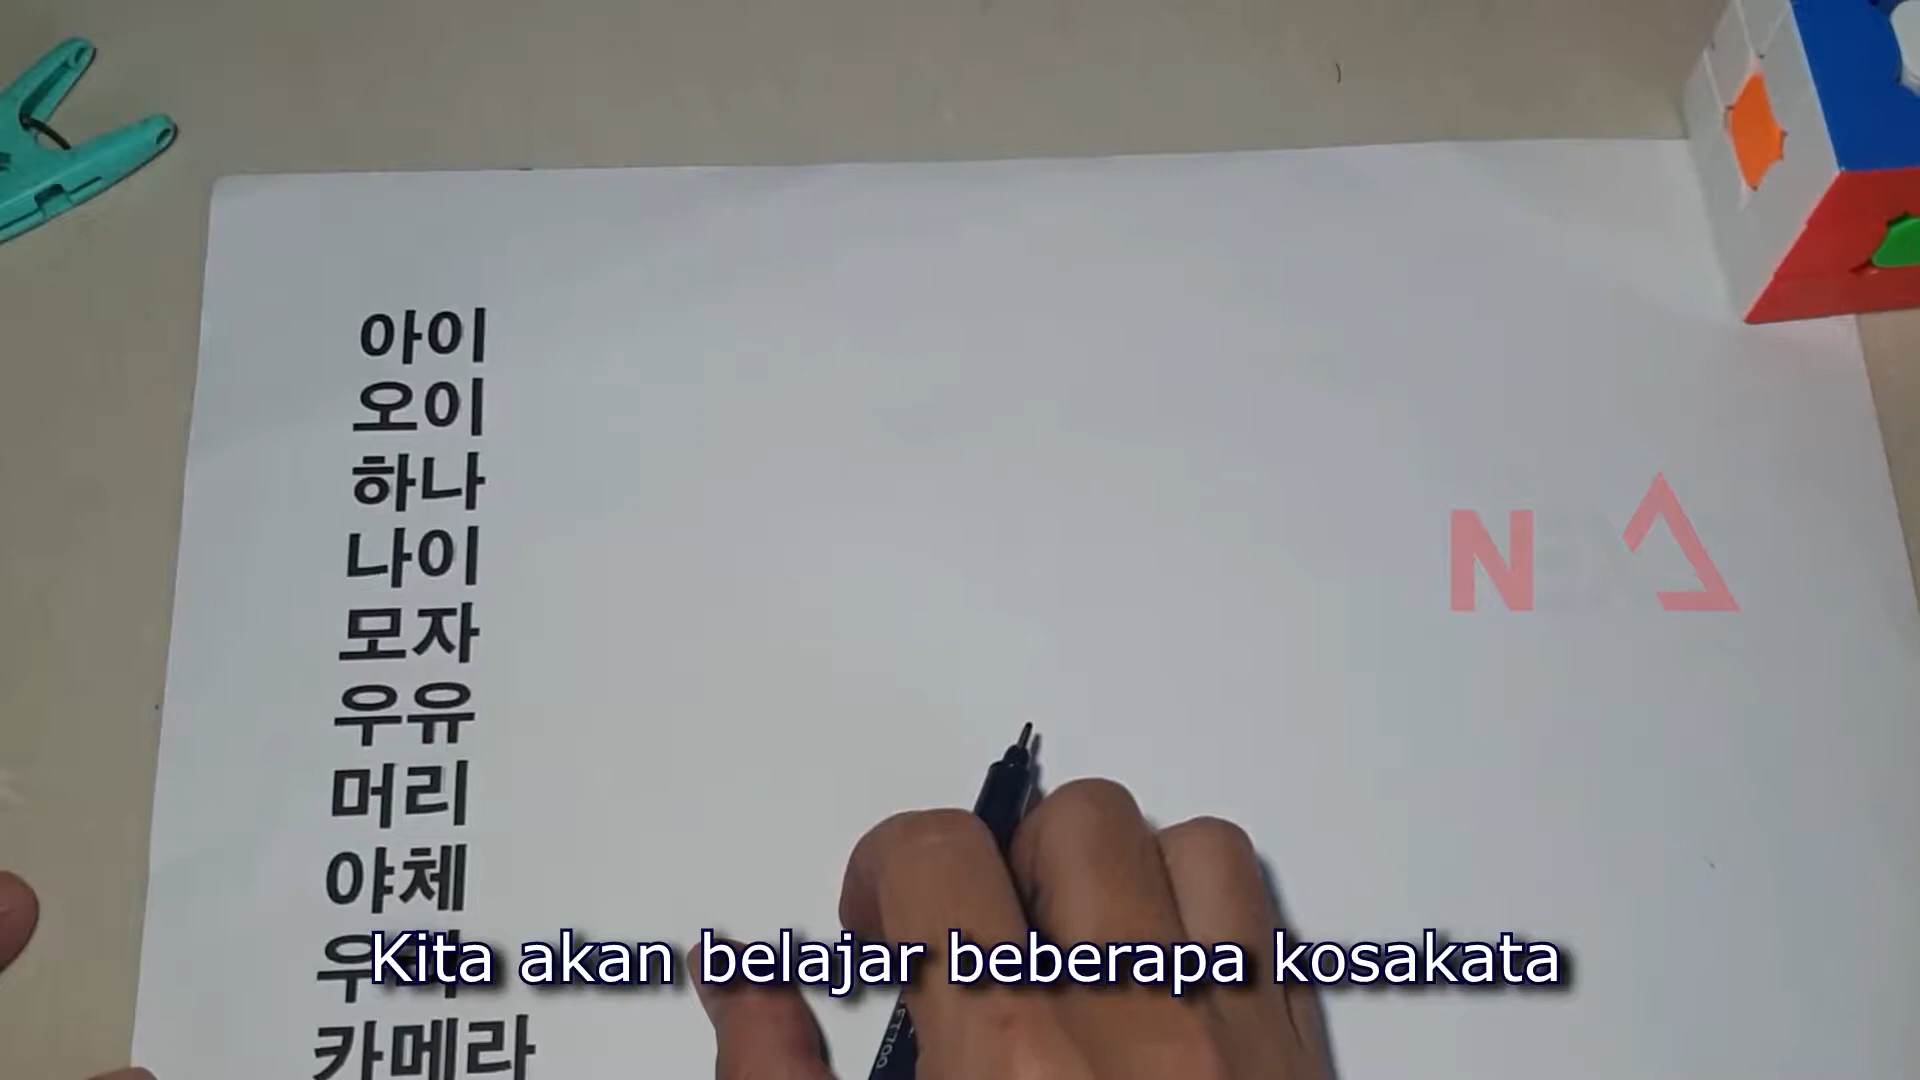 아이
오이
하나
나이
모자
우유
머리
야체
Kita akan belajar beberapa kosakata
카메라